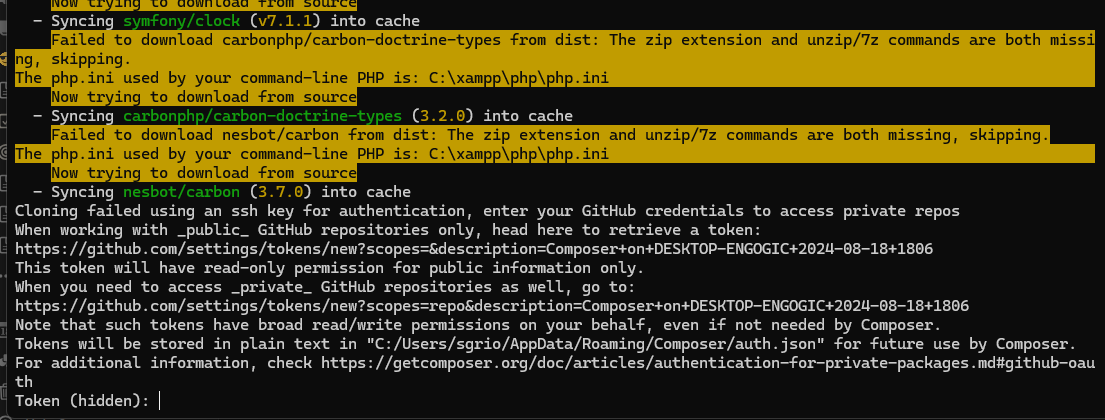 Now trying to download from source
- Syncing symfony/clock (v7.1.1) into cache
Failed to download carbonphp/carbon-doctrine-types from dist: The zip extension and unzip/7z commands are both missi
ng, skipping.
The php.ini used by your command-line PHP is: C:\xampp\php\php.ini
Now trying to download from source
- Syncing carbonphp/carbon-doctrine-types (3.2.0) into cache
Failed to download nesbot/carbon from dist: The zip extension and unzip/7z commands are both missing, skipping.
The php.ini used by your command-line PHP is: C:\xampp\php\php.ini
Now trying to download from source
- Syncing nesbot/carbon (3.7.0) into cache
Cloning failed using an ssh key for authentication, enter your GitHub credentials to access private repos
When working with _public_ GitHub repositories only, head here to retrieve a token:
https://github.com/settings/tokens/new?scopes=&description=Composer+on+DESKTOP-ENGOGIC+2024-08-18+1806
This token will have read-only permission for public information only.
When you need to access _private_ GitHub repositories as well, go to:
https://github.com/settings/tokens/new?scopes=repo&description=Composer+on+DESKTOP-ENGOGIC+2024-08-18+1806
Note that such tokens have broad read/write permissions on your behalf, even if not needed by Composer.
Tokens will be stored in plain text in "C:/Users/sgrio/AppData/Roaming/Composer/auth.json" for future use by Composer.
For additional information, check https://getcomposer.org/doc/articles/authentication-for-private-packages.md#github-oau
th
Token (hidden):